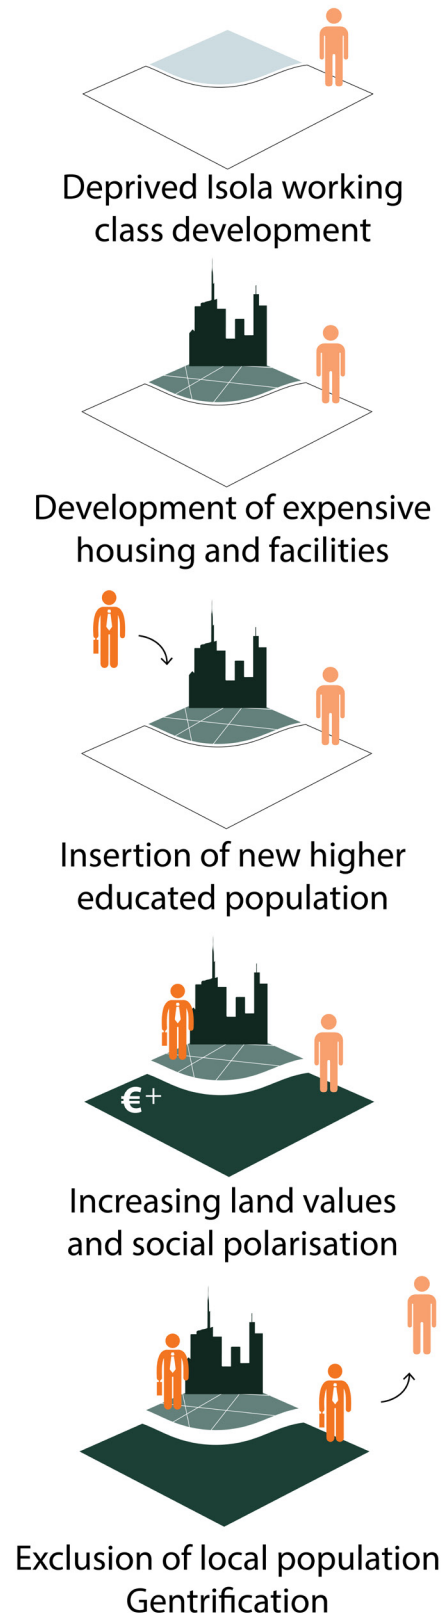 Deprived Isola working
class development
Development of expensive
housing and facilities
Insertion of new higher
educated population
€+
Increasing land values
and social polarisation
Exclusion of local population
Gentrification